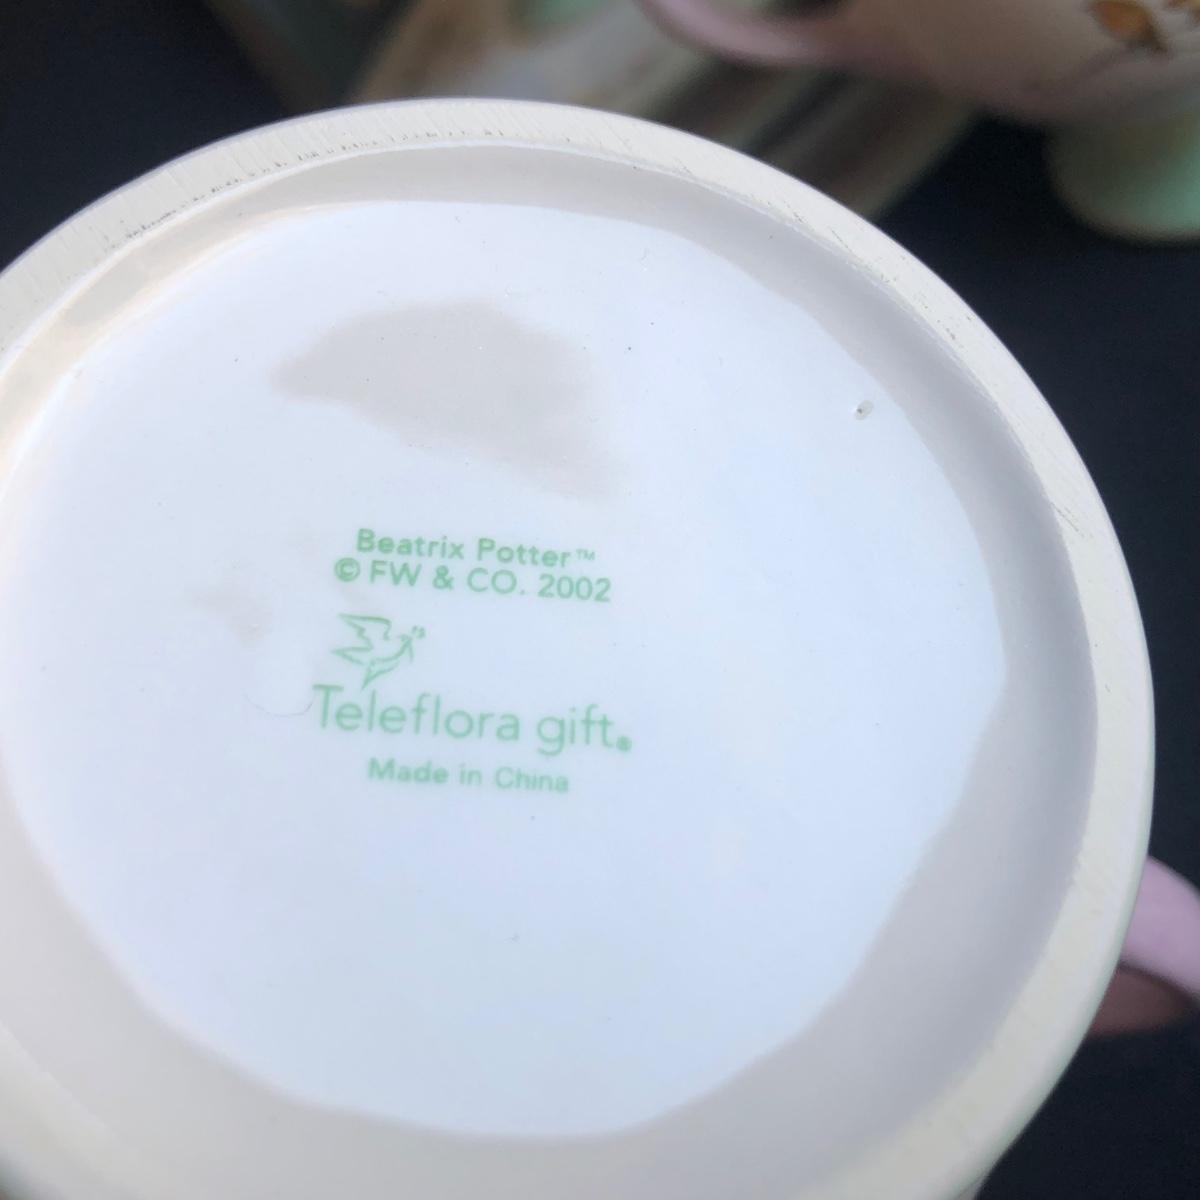 Beatrix Potter™
© FW & CO. 2002
Teleflora gift®
Made in China